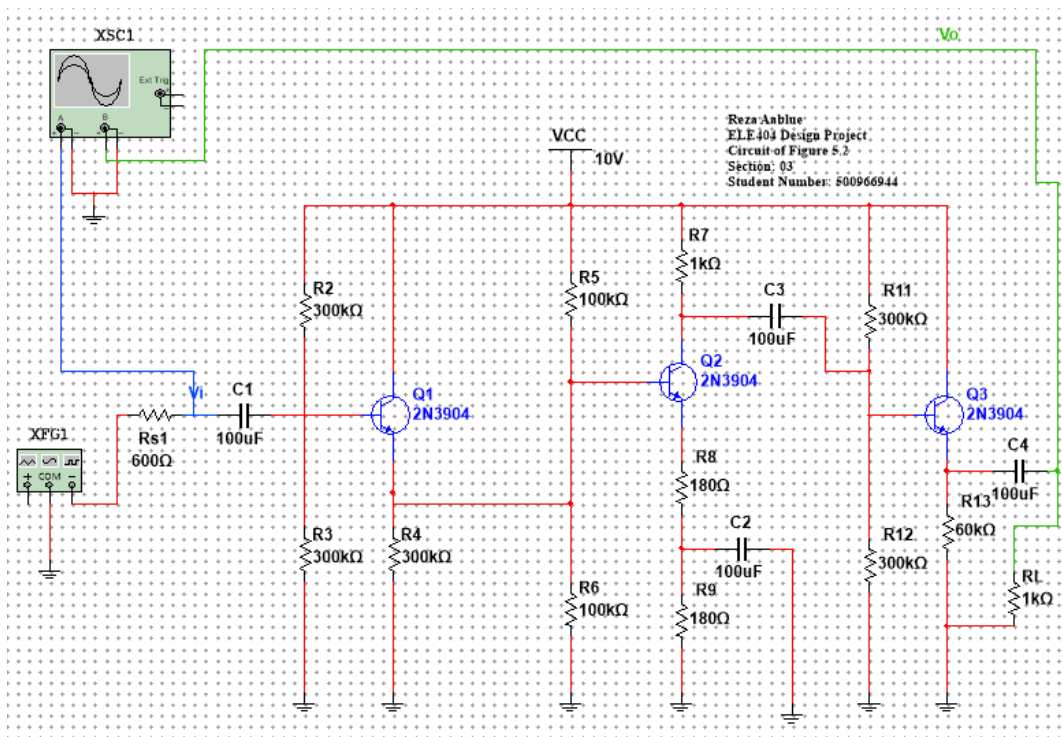 XSC1
Ext Trig
A
B
Vo
Reza Aablue
ELE404 Design Project
Circuit of Figure 5.2
Section: 03
Student Number: 500966944
VCC
10V
R7
1kΩ
R2
300kΩ
R5
100kΩ
C3
100uF
R11
300kΩ
Vi
C1
100uF
Q1
2N3904
Q2
2N3904
Q3
2N3904
XFG1
COM
Rs1
600Ω
R8
180Ω
C4
100uF
R13
60kΩ
R3
300kΩ
R4
300kΩ
C2
100uF
R12
300kΩ
R6
100kΩ
R9
180Ω
RL
1kΩ